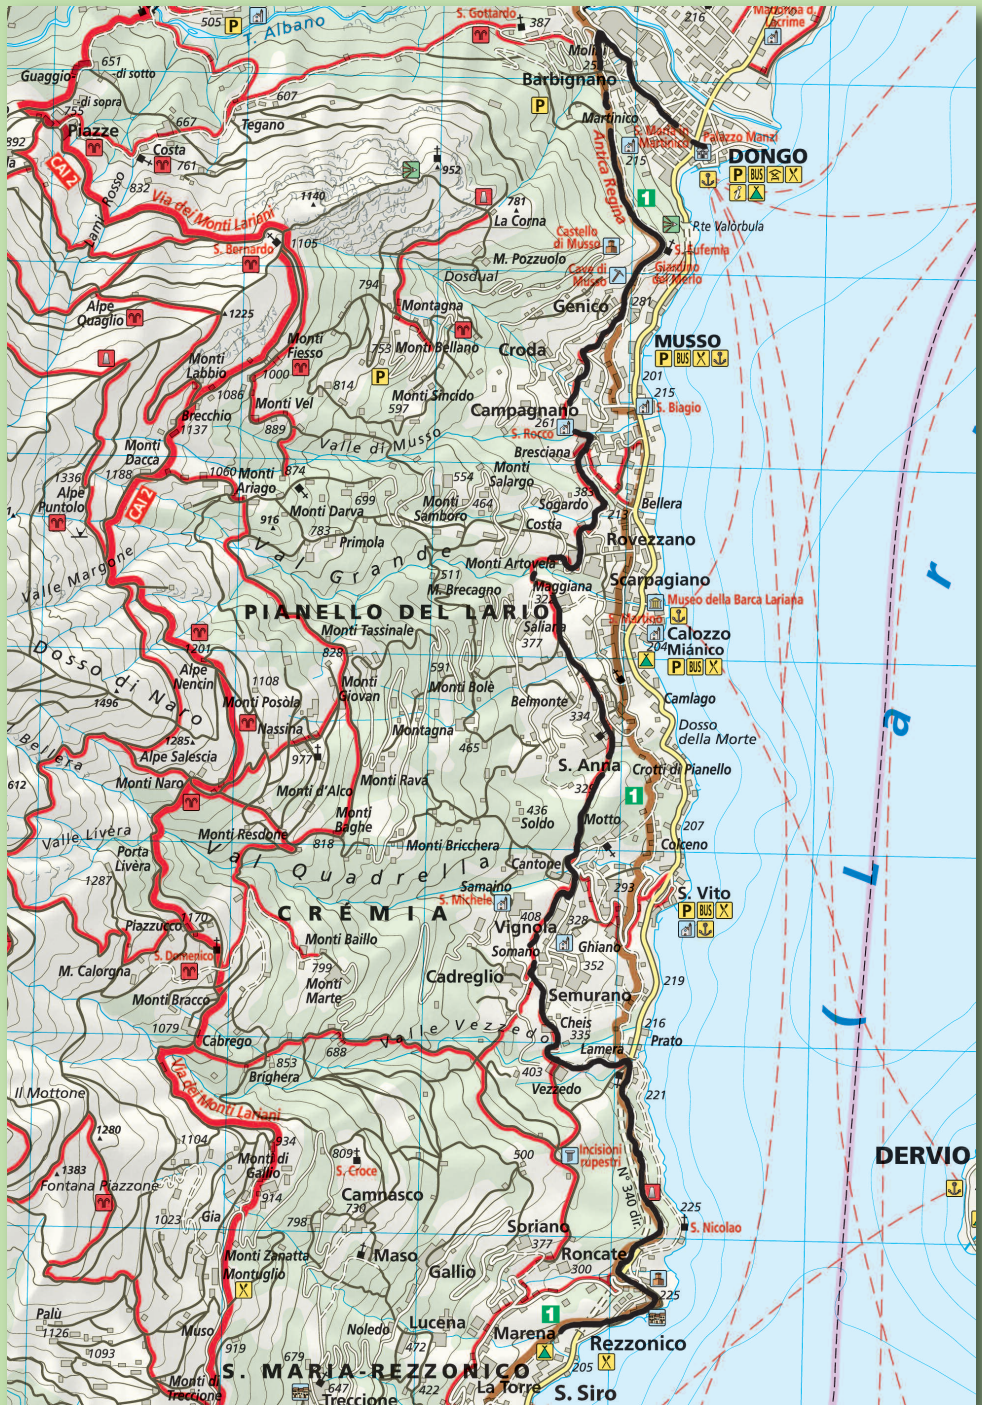 S. Gottardo
387
505
P
T. Albano
216
Madonna d.
Lacrime
Guaggio-
651
-di sotto
Molini
Barbignano
-di sopra
755
607
P
667
Tegano
Martinico
S. Maria in
Martinico
Palazzo Manzi
892
Piazze
Costa
761
215
DONGO
P BUS
CAI 2
832
952
Antica Regina
Lamii Rosso
Via dei Monti Lariani
1140
781
La Corna
1
P.te Valorbula
S. Bernardo
1105
Castello
di Musso
S. Eufemia
M. Pozzuolo
Giardino
del Merlo
Dosdual
Cave di
Musso
794
281
Alpe
Quaglio
1225
Montagna
Genico
Monti
Fiesso
753
Monti Bellano
Croda
MUSSO
P BUS
Monti
Labbio
1000
P
201
1086
814
Monti Sincido
215
Brecchio
Monti Vel
597
Campagnano
S. Biagio
1137
889
261
S. Rocco
Monti
Dacca
Valle di Musso
Bresciana
1336
1188
1060
Monti
Ariago
874
554
Monti
Salargo
Alpe
Puntolo
CAI 2
699
Monti
Samboro
464
383
Sogardo
Bellera
916
Monti Darva
783
Costia
213
Primola
Rovezzano
Valle Margone
Val Grande
Monti Artovela
511
M. Brecagno
Maggiana
Scarpagiano
Museo della Barca Lariana
PIANELLO DEL LARIO
S. Martino
Monti Tassinale
Saliana
377
Calozzo
Miánico
204
P BUS
Dosso di Naro
1201
828
Alpe
Nencin
1108
591
Monti
Giovan
Monti Bolè
1496
Monti Posòla
Belmonte
Camlago
334
Nassina
Montagna
Dosso
della Morte
465
1285
Alpe Salescia
977
S. Anna
Crotti di Pianello
612
Monti Naro
Monti d'Alco
Monti Rava
329
1
436
Soldo
Motto
207
Valle Livéra
Monti Resdone
Monti
Baghe
818
Monti Bricchera
Colceno
Porta
Livéra
Val Quadrella
Cantone
1287
Samaino
293
S. Vito
S. Michele
P BUS
CRÉMIA
408
328
Piazzucco
1170
Vignola
Monti Baillo
Somano
Ghiano
S. Domenico
M. Calorgna
799
352
Monti
Marte
Cadreglio
219
Monti Bracco
Semurano
1079
Valle Vezzedo
Cheis
335
216
Cabrego
688
Lamera
Prato
853
Brighera
403
Vezzedo
Il Mottone
Via dei Monti Lariani
221
1280
1104
934
500
Incisioni
rupestri
Monti di
Gallio
809
S. Croce
N° 340 dir.
1383
Fontana Piazzone
914
Camnasco
730
225
1023
Gia
798
Soriano
S. Nicolao
Maso
377
Roncate
Monti Zanatta
Montuglio
Gallio
300
225
Palù
1
1126
Muso
Noledo
Lucena
Marena
919
472
Rezzonico
1093
679
205
S. MARIA-REZZONICO
Monti di
Treccione
647
422
La Torre
S. Siro
Treccione
DERVIO
( L a r